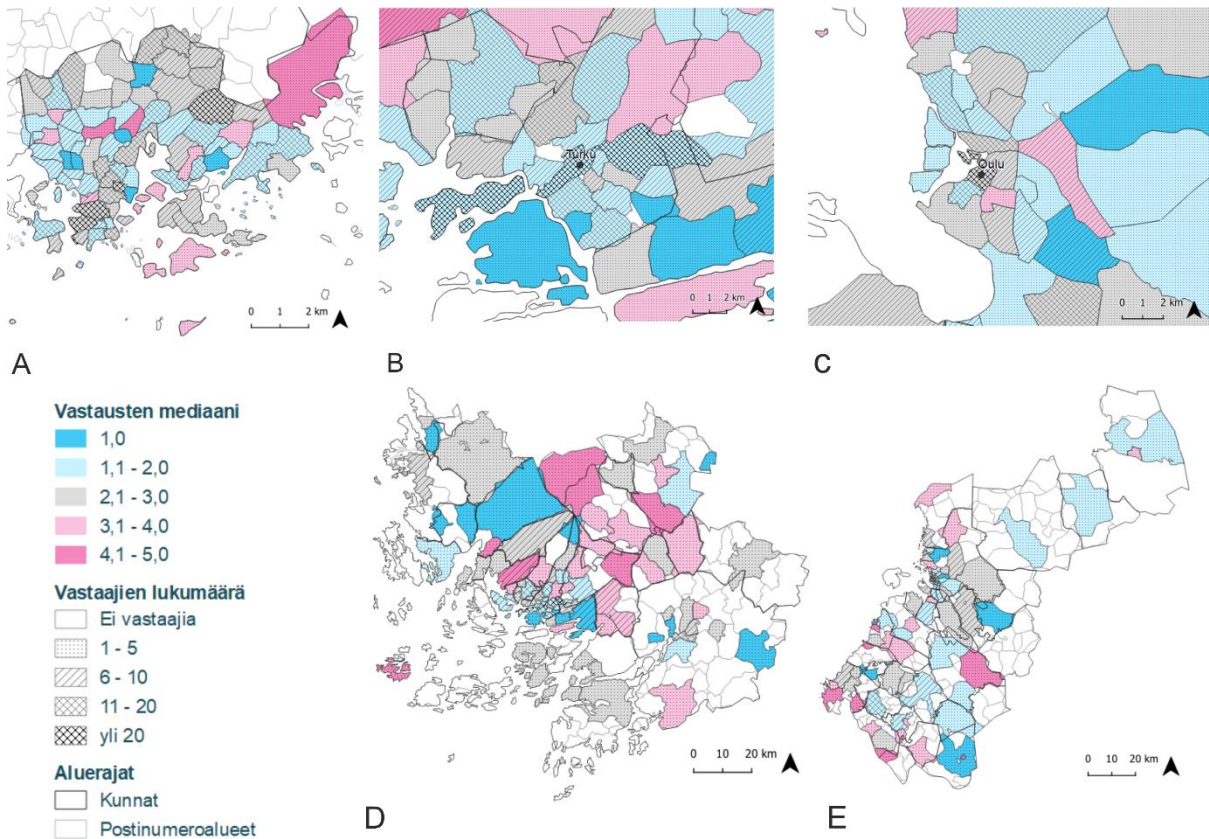 0 1 2 km
A
Turku
0 1 2 km
B
Oulu
0 1 2 km
C
Vastausten mediaani
1,0
1,1 - 2,0
2,1 - 3,0
3,1 - 4,0
4,1 - 5,0
Vastaajien lukumäärä
Ei vastaajia
1 - 5
6 - 10
11 - 20
yli 20
Aluerajat
Kunnat
Postinumeroalueet
0 10 20 km
D
0 10 20 km
E